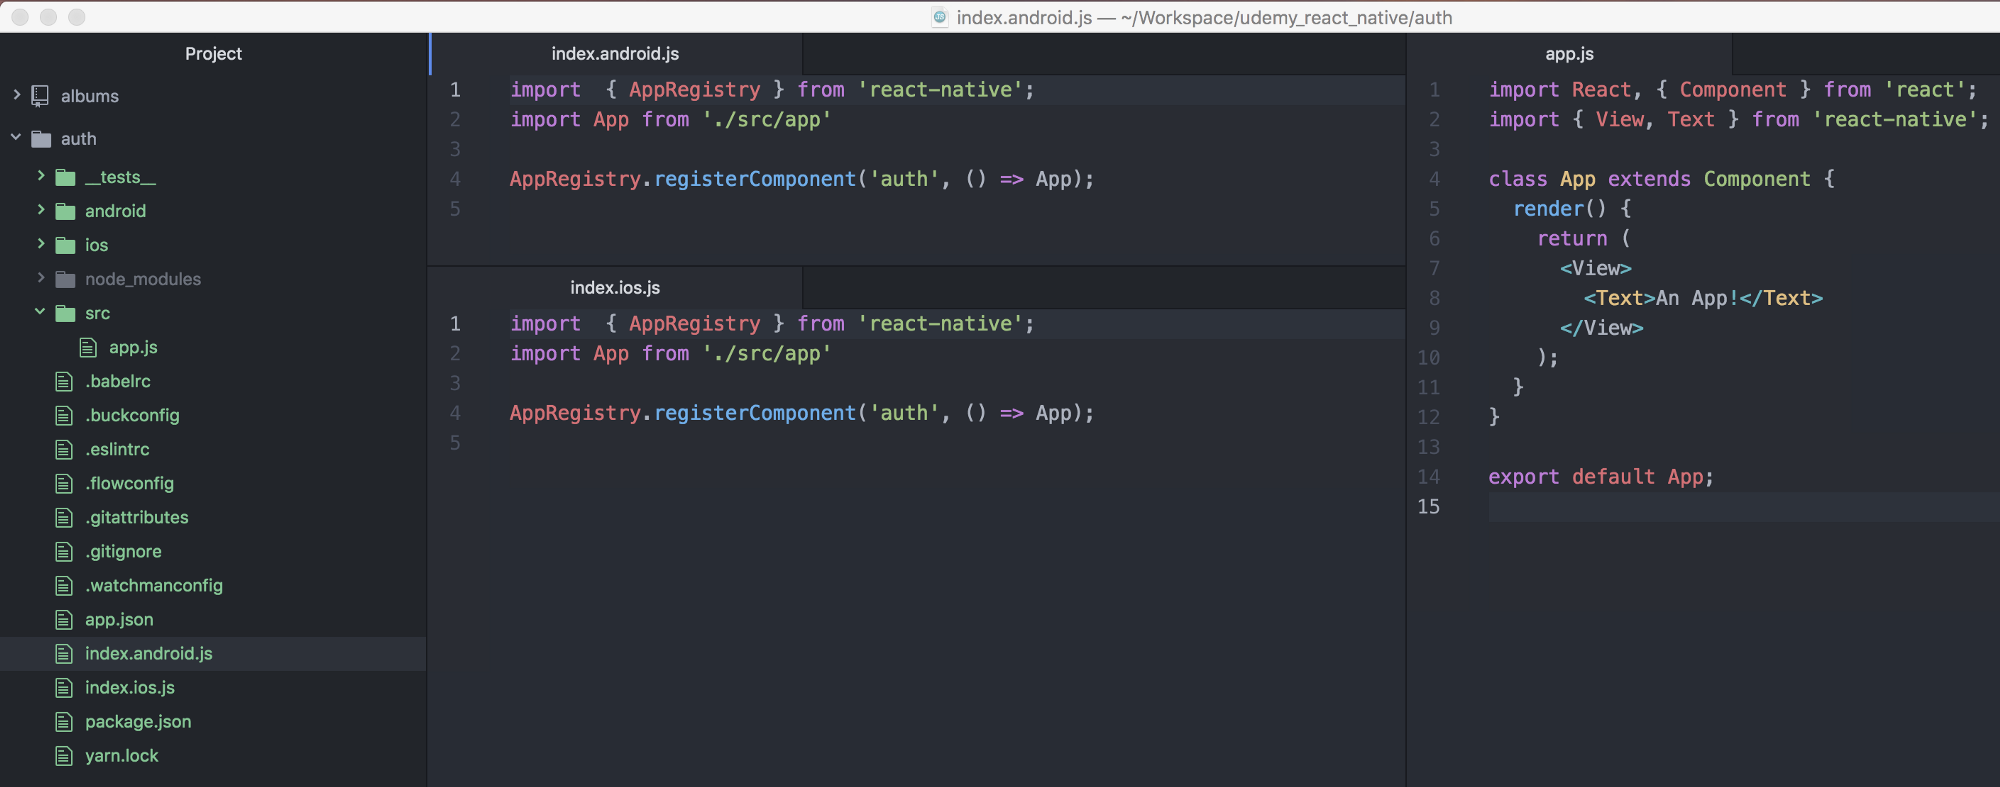 index.android.js — ~/Workspace/udemy_react_native/auth
Project
albums
auth
__tests__
android
ios
node_modules
src
app.js
.babelrc
.buckconfig
.eslintrc
.flowconfig
.gitattributes
.gitignore
.watchmanconfig
app.json
index.android.js
index.ios.js
package.json
yarn.lock
index.android.js
1 import  { AppRegistry } from 'react-native';
2 import App from './src/app'
3
4 AppRegistry.registerComponent('auth', () => App);
5
index.ios.js
1 import  { AppRegistry } from 'react-native';
2 import App from './src/app'
3
4 AppRegistry.registerComponent('auth', () => App);
5
app.js
1 import React, { Component } from 'react';
2 import { View, Text } from 'react-native';
3
4 class App extends Component {
5   render() {
6     return (
7       <View>
8         <Text>An App!</Text>
9       </View>
10     );
11   }
12 }
13
14 export default App;
15